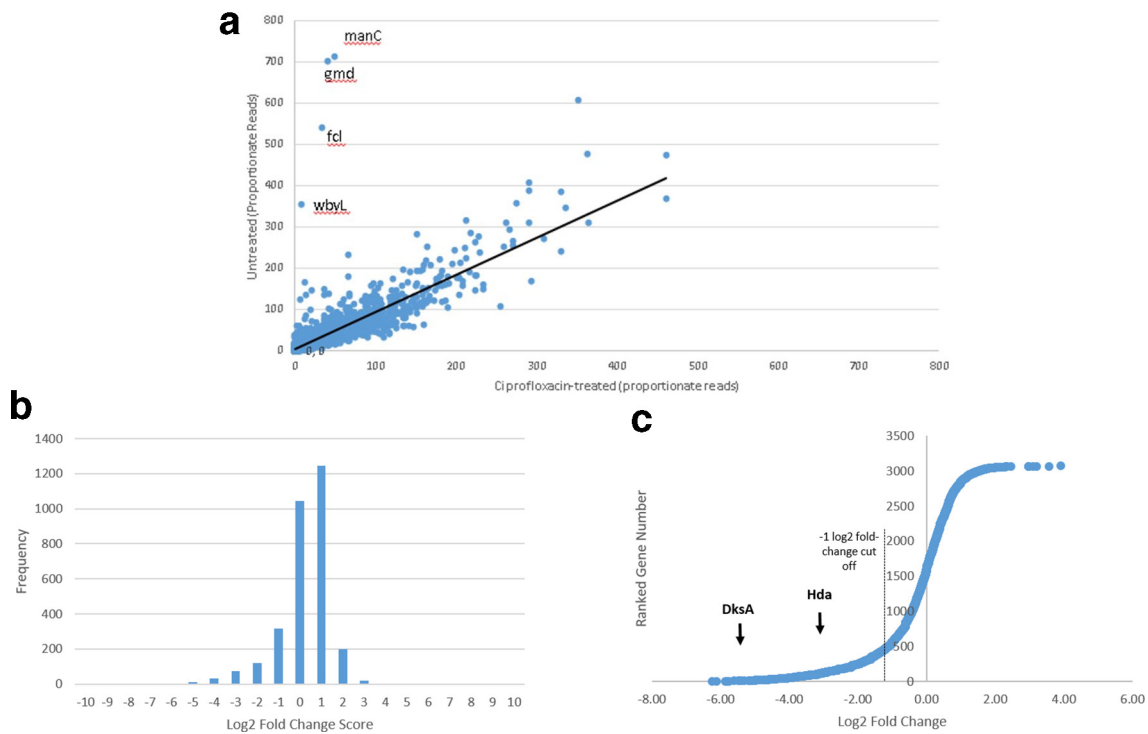 a
800
700
600
500
400
300
200
100
0
Untreated (Proportionate Reads)
manC
gmd
fcl
wbyL
0, 0
0 100 200 300 400 500 600 700 800
Ciprofloxacin-treated (proportionate reads)
b
1400
1200
1000
800
600
400
200
0
Frequency
-10 -9 -8 -7 -6 -5 -4 -3 -2 -1 0 1 2 3 4 5 6 7 8 9 10
Log2 Fold Change Score
c
3500
3000
2500
2000
1500
1000
500
0
Ranked Gene Number
-1 log2 fold-
change cut
off
DksA
Hda
-8.00 -6.00 -4.00 -2.00 0.00 2.00 4.00 6.00
Log2 Fold Change